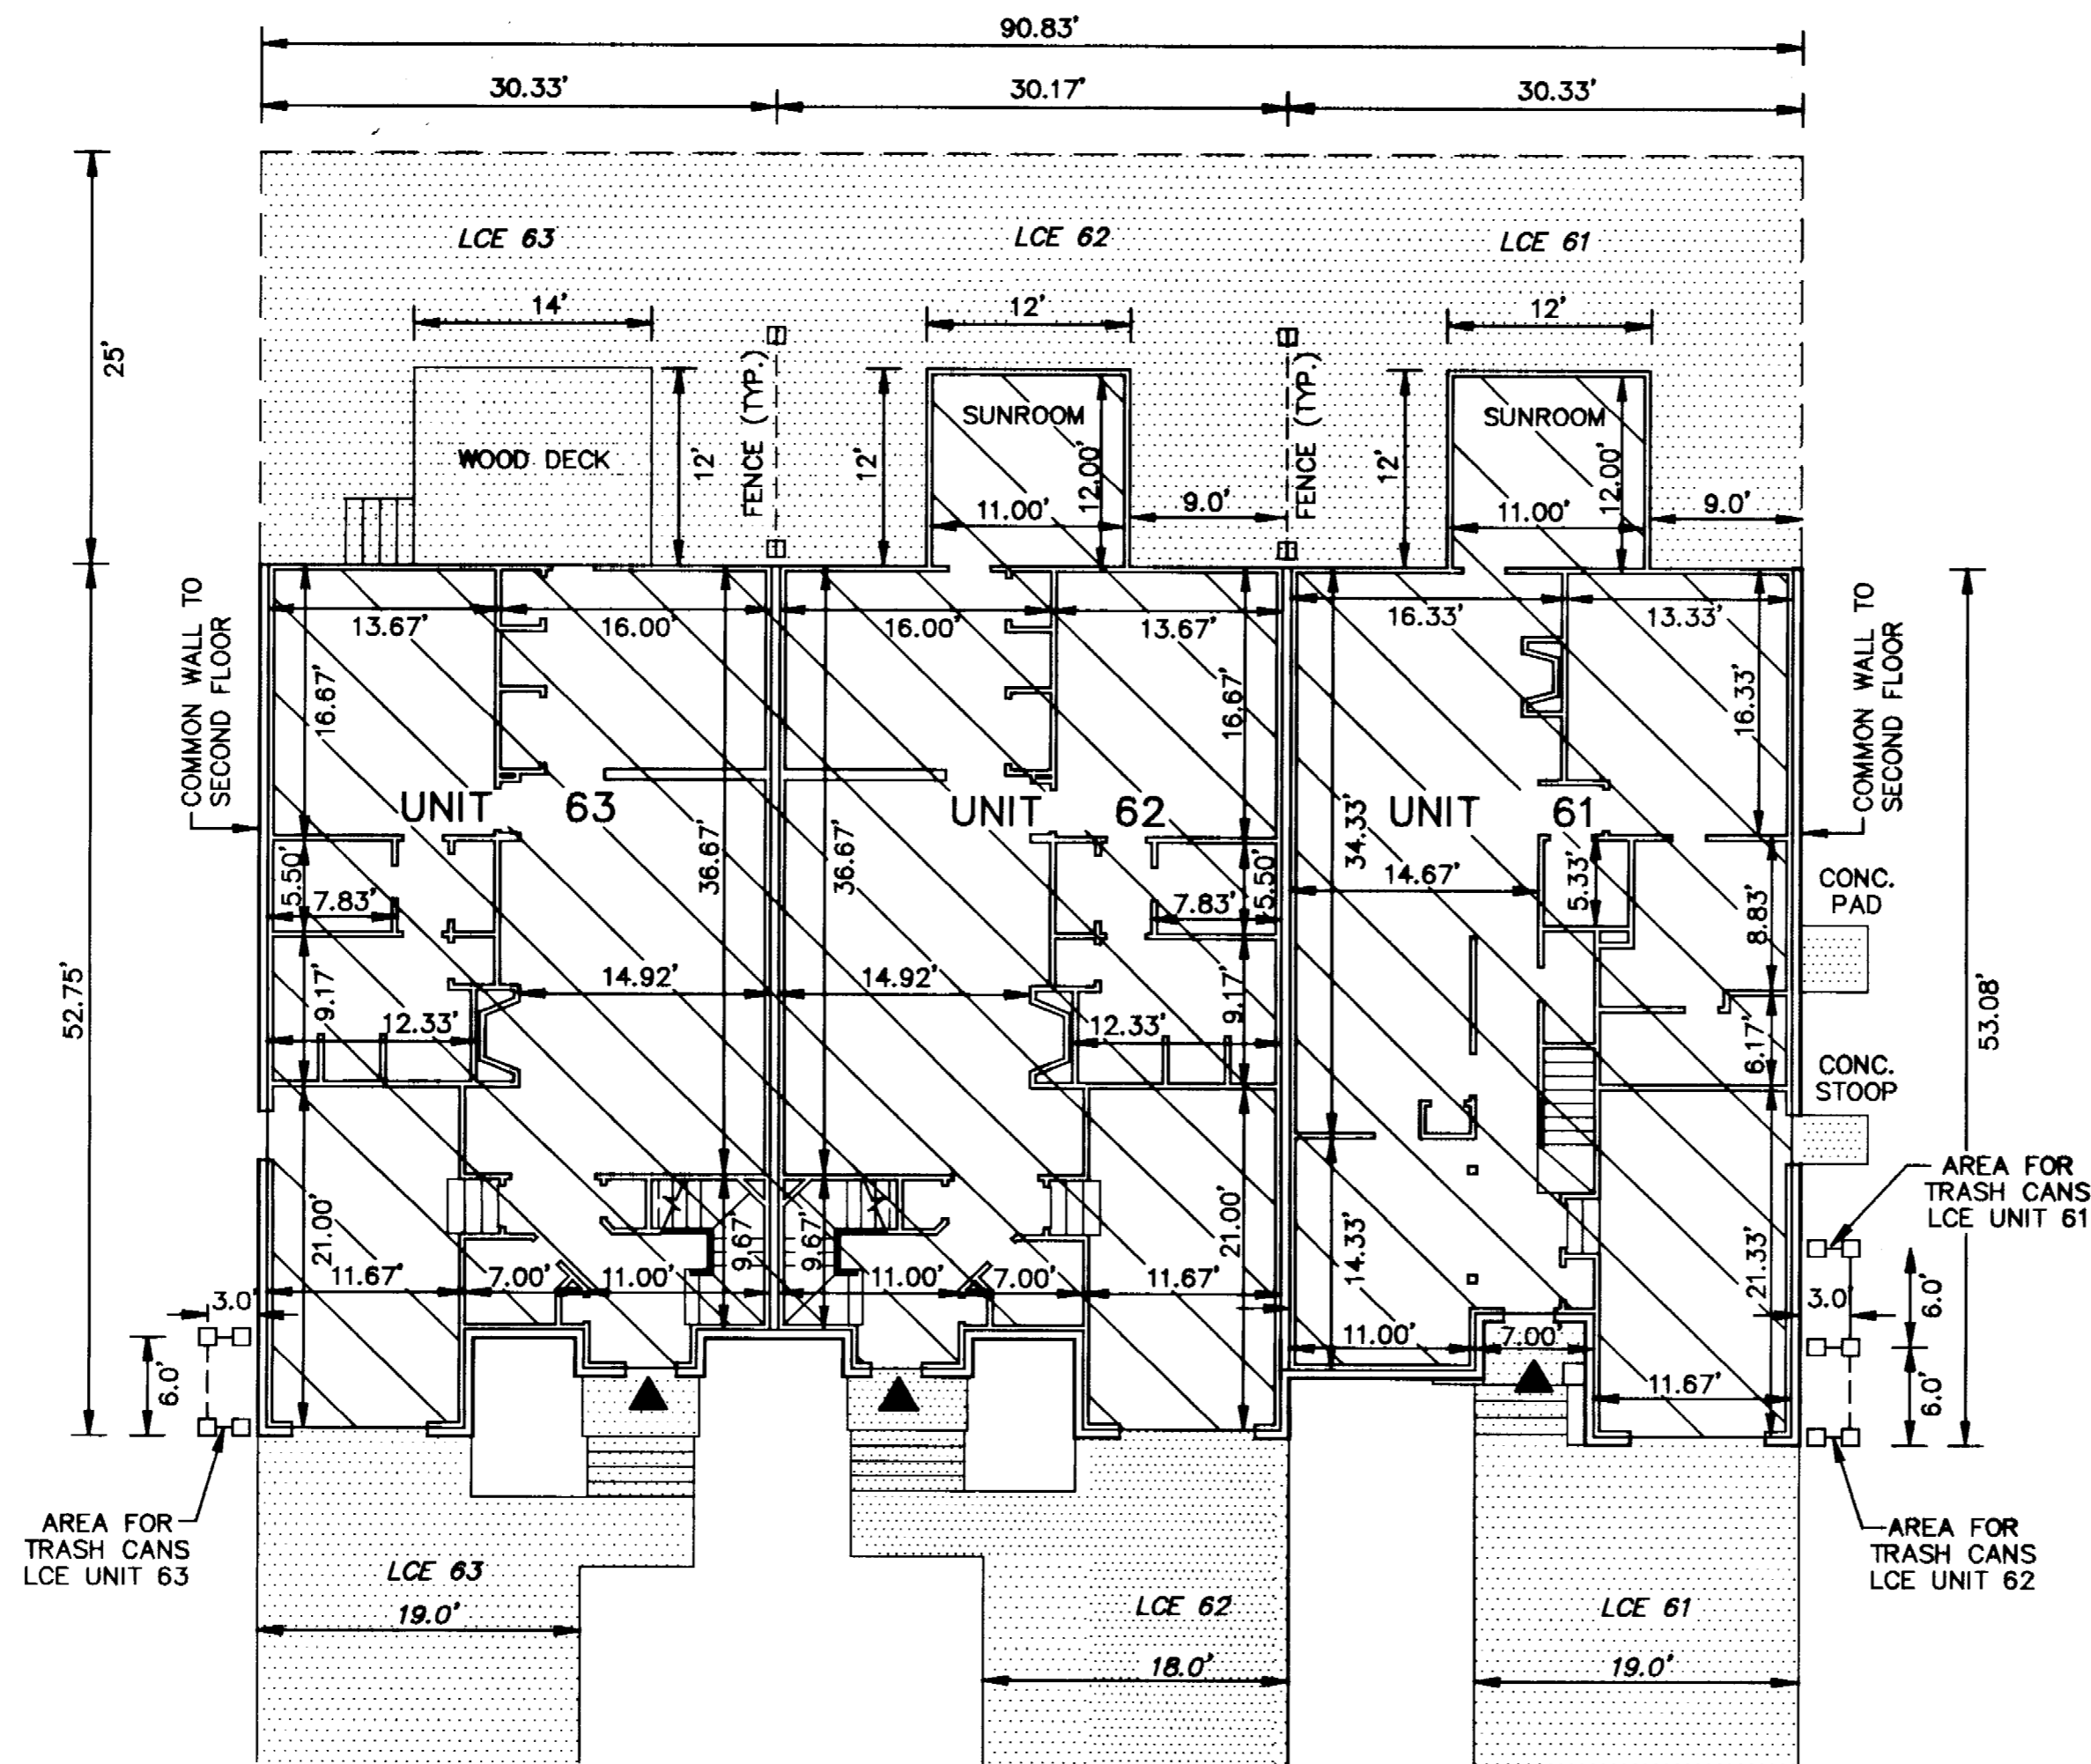 90.83'
30.33' 30.17' 30.33'
LCE 63 LCE 62 LCE 61
14' 12' 12'
25'
WOOD DECK
12'
FENCE (TYP.)
12'
SUNROOM
12.00'
11.00'
9.0'
FENCE (TYP.)
12'
SUNROOM
12.00'
11.00'
9.0'
COMMON WALL TO
SECOND FLOOR
13.67' 16.00' 16.00' 13.67' 16.33' 13.33'
16.67' 16.67' 16.33'
COMMON WALL TO
SECOND FLOOR
UNIT 63 UNIT 62 UNIT 61
36.67' 36.67' 34.33'
5.50' 7.83' 7.83' 5.50' 14.67' 5.33' 8.83'
CONC.
PAD
52.75'
9.17' 14.92' 14.92' 9.17'
12.33' 12.33'
6.17'
53.08'
CONC.
STOOP
AREA FOR
TRASH CANS
LCE UNIT 61
21.00' 9.67' 9.67' 21.00' 14.33' 21.33'
11.67' 7.00' 11.00' 11.00' 7.00' 11.67'
3.0' 3.0'
6.0' 6.0'
11.00' 7.00'
11.67'
6.0'
AREA FOR
TRASH CANS
LCE UNIT 63
AREA FOR
TRASH CANS
LCE UNIT 62
LCE 63
19.0'
LCE 62
18.0'
LCE 61
19.0'